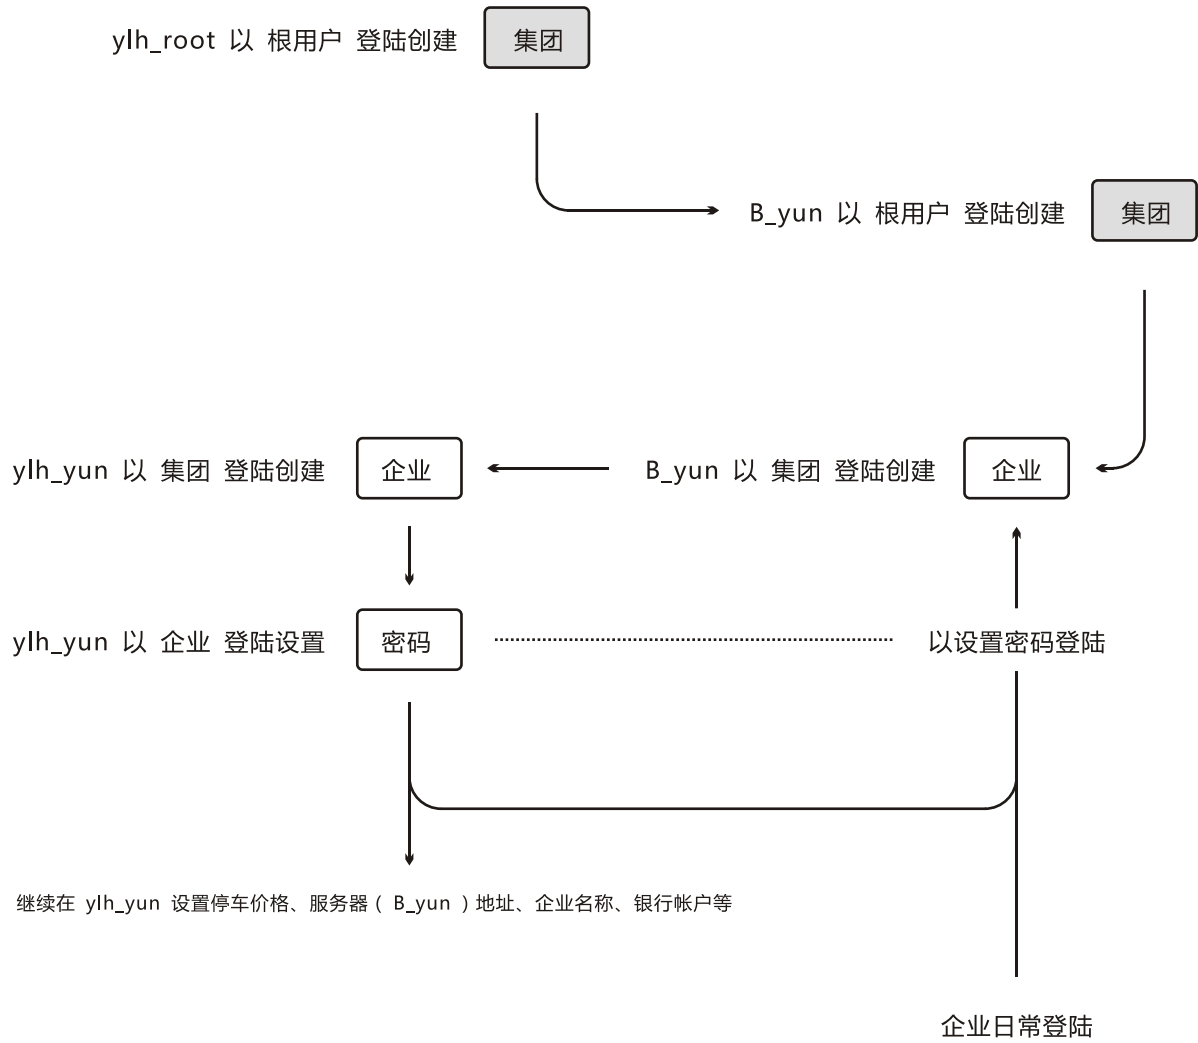 ylh_root 以 根用户 登陆创建 集团
B_yun 以 根用户 登陆创建 集团
ylh_yun 以 集团 登陆创建 企业
B_yun 以 集团 登陆创建 企业
ylh_yun 以 企业 登陆设置 密码
以设置密码登陆
继续在 ylh_yun 设置停车价格、服务器( B_yun )地址、企业名称、银行帐户等
企业日常登陆